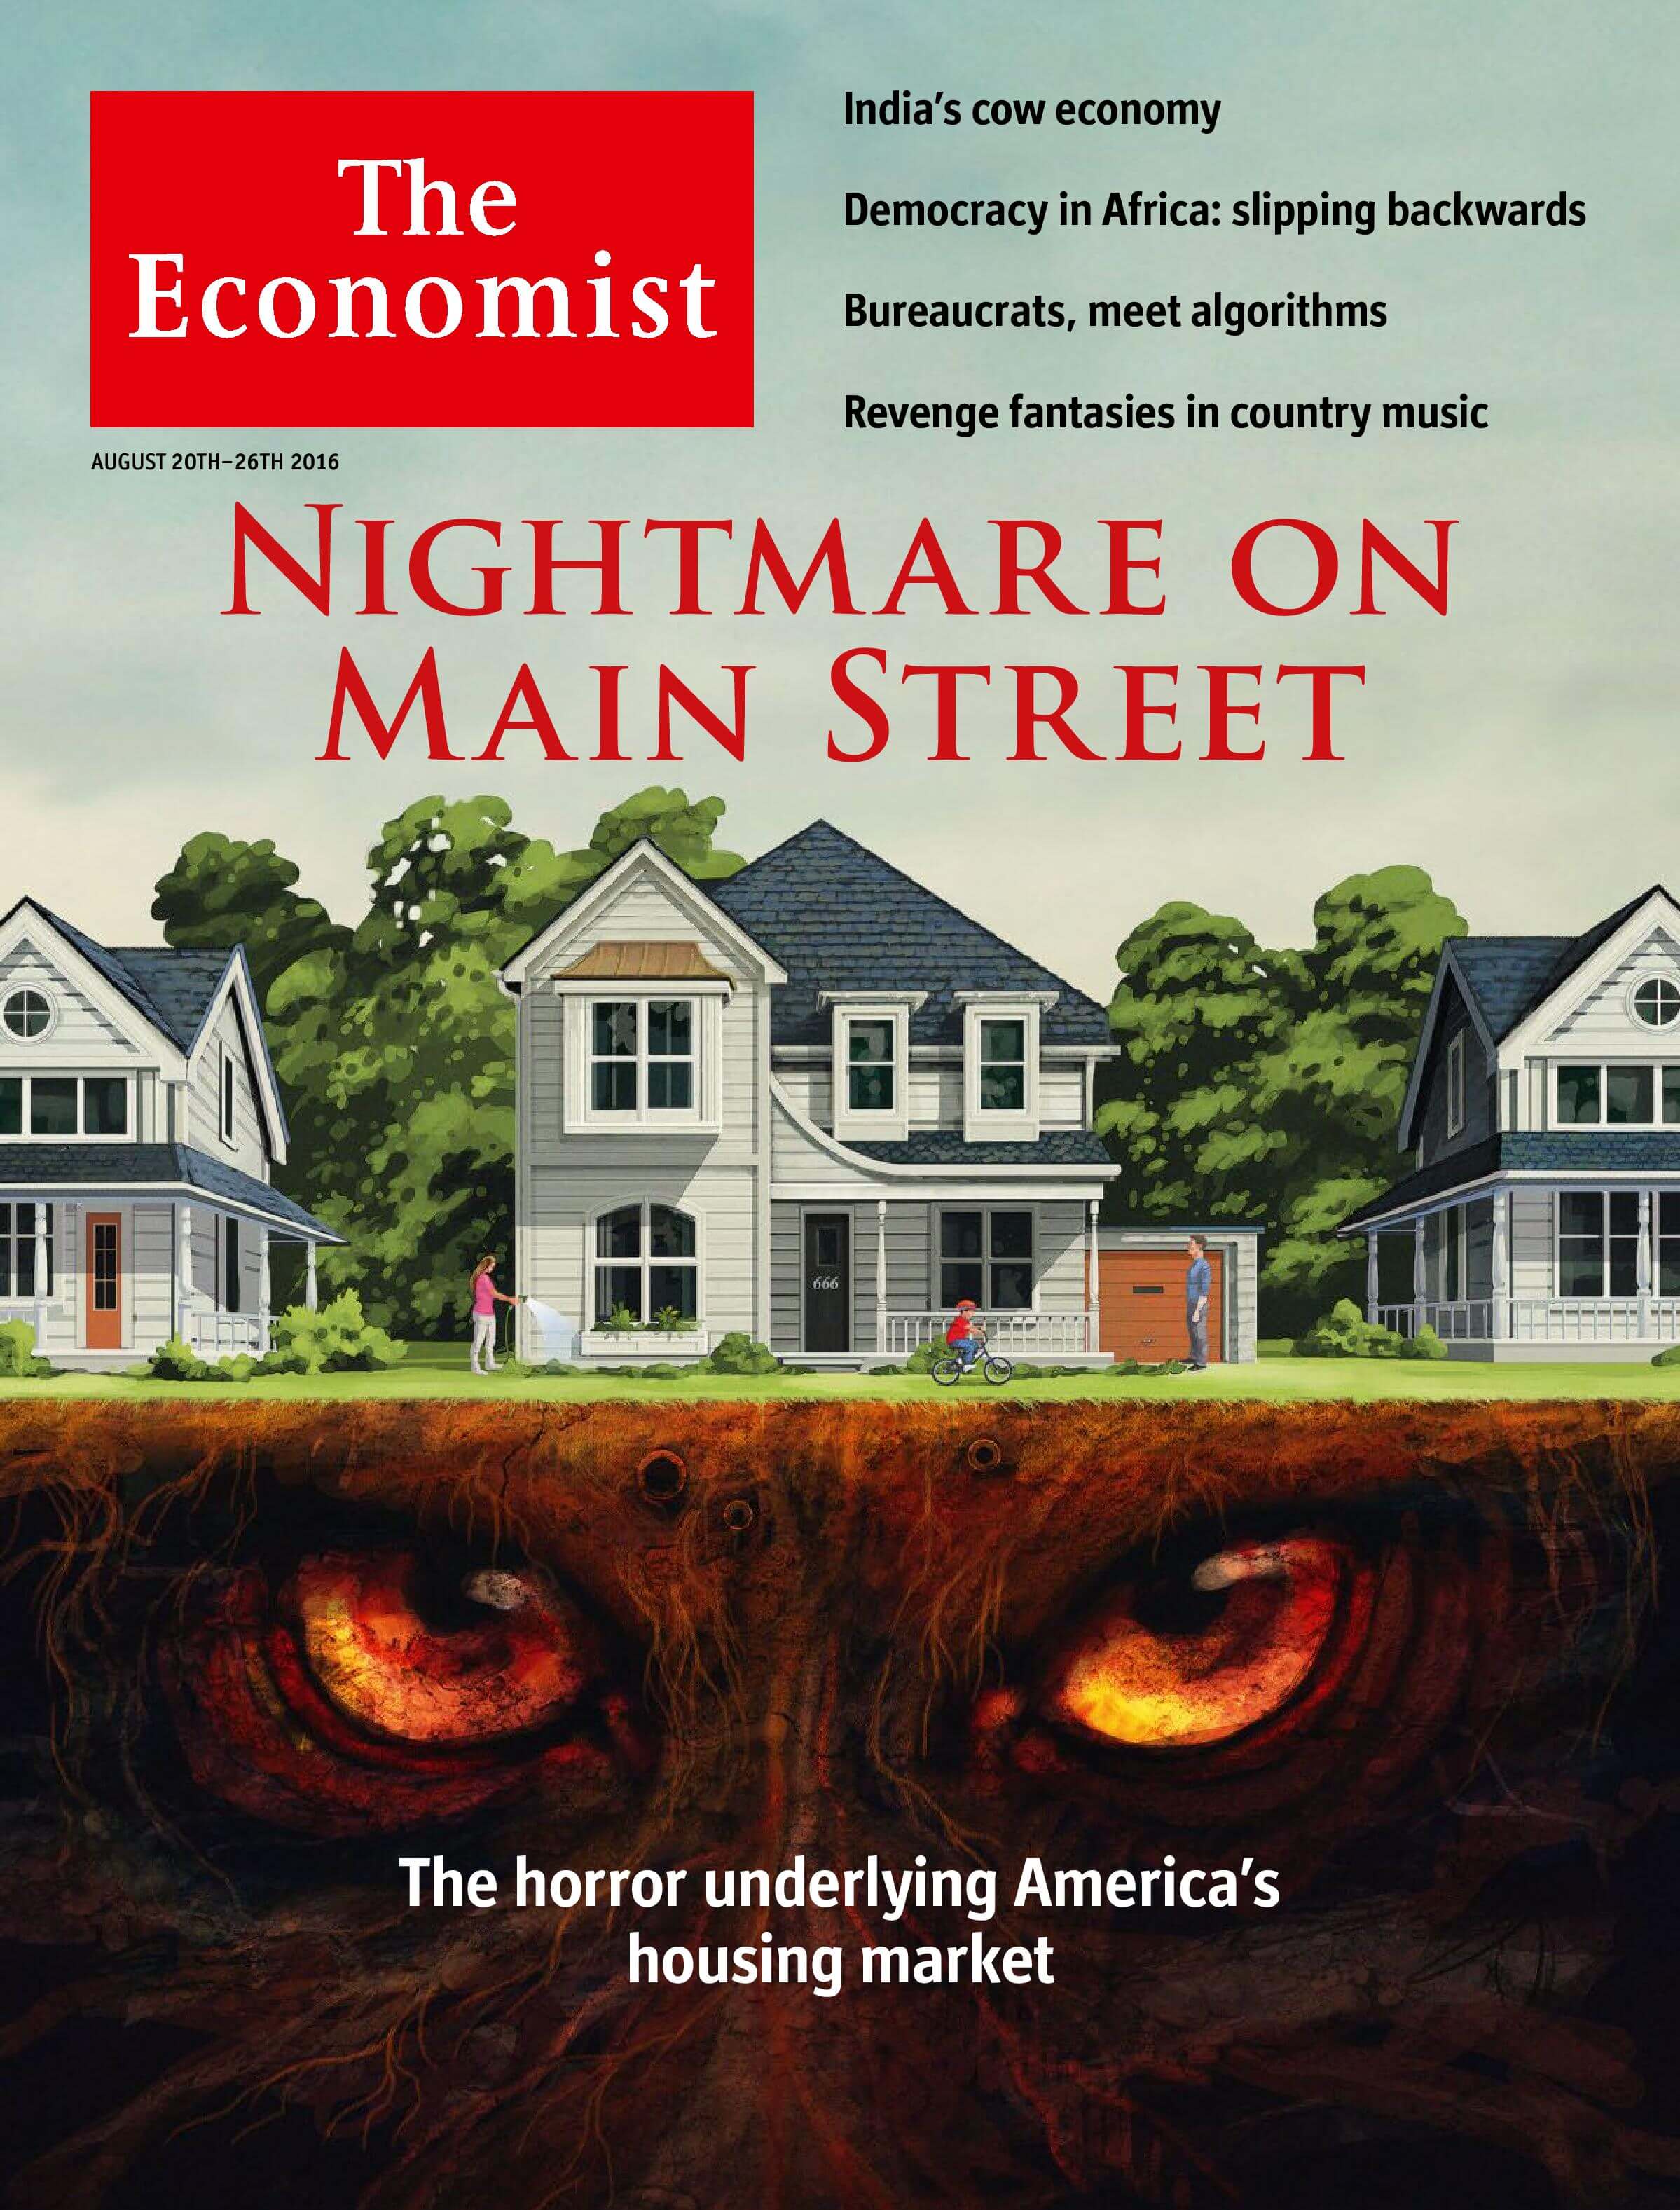 The
Economist
AUGUST 20TH–26TH 2016
India's cow economy
Democracy in Africa: slipping backwards
Bureaucrats, meet algorithms
Revenge fantasies in country music
NIGHTMARE ON
MAIN STREET
666
The horror underlying America's
housing market